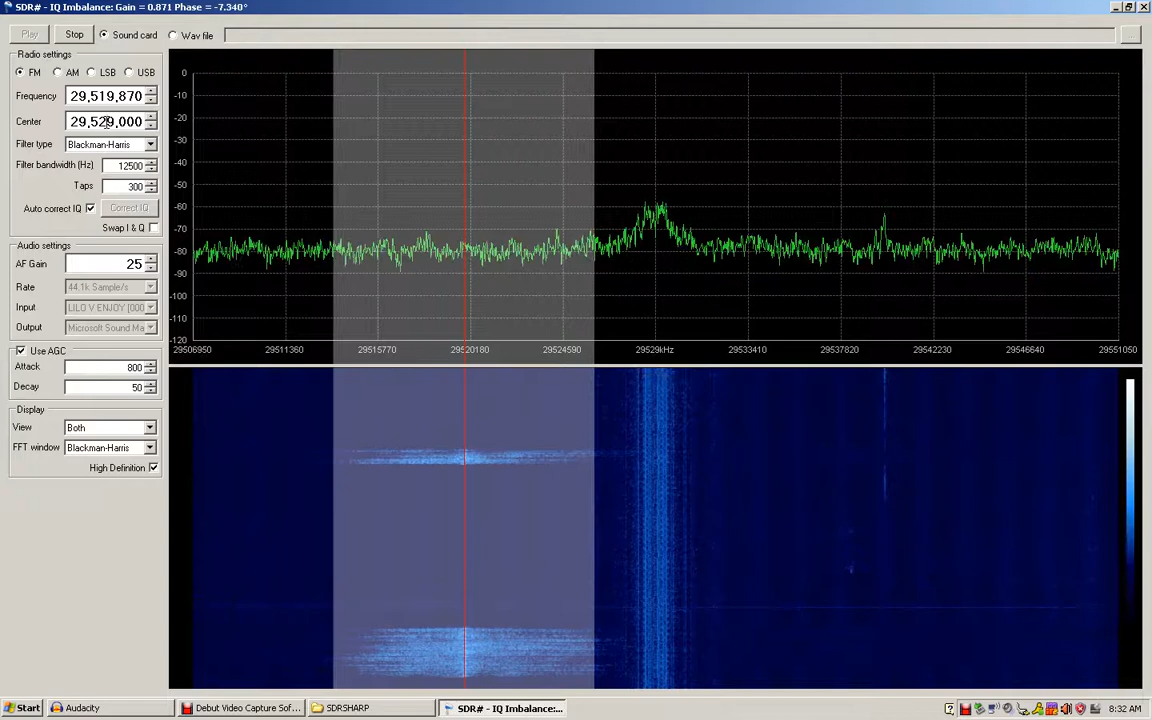 SDR# - IQ Imbalance: Gain = 0.871 Phase = -7.340°
Play Stop Sound card Wav file ...
Radio settings
FM AM LSB USB
Frequency 29,519,870
Center 29,529,000
Filter type Blackman-Harris
Filter bandwidth (Hz) 12500
Taps 300
Auto correct IQ Correct IQ
Swap I & Q
Audio settings
AF Gain 25
Rate 44.1k Sample/s
Input LILO V ENJOY [000
Output Microsoft Sound Ma
Use AGC
Attack 800
Decay 50
Display
View Both
FFT window Blackman-Harris
High Definition
0
-10
-20
-30
-40
-50
-60
-70
-80
-90
-100
-110
-120
29506950 29511360 29515770 29520180 29524590 29529kHz 29533410 29537820 29542230 29546640 29551050
Start Audacity Debut Video Capture Sof... SDRSHARP SDR# - IQ Imbalance:... 8:32 AM